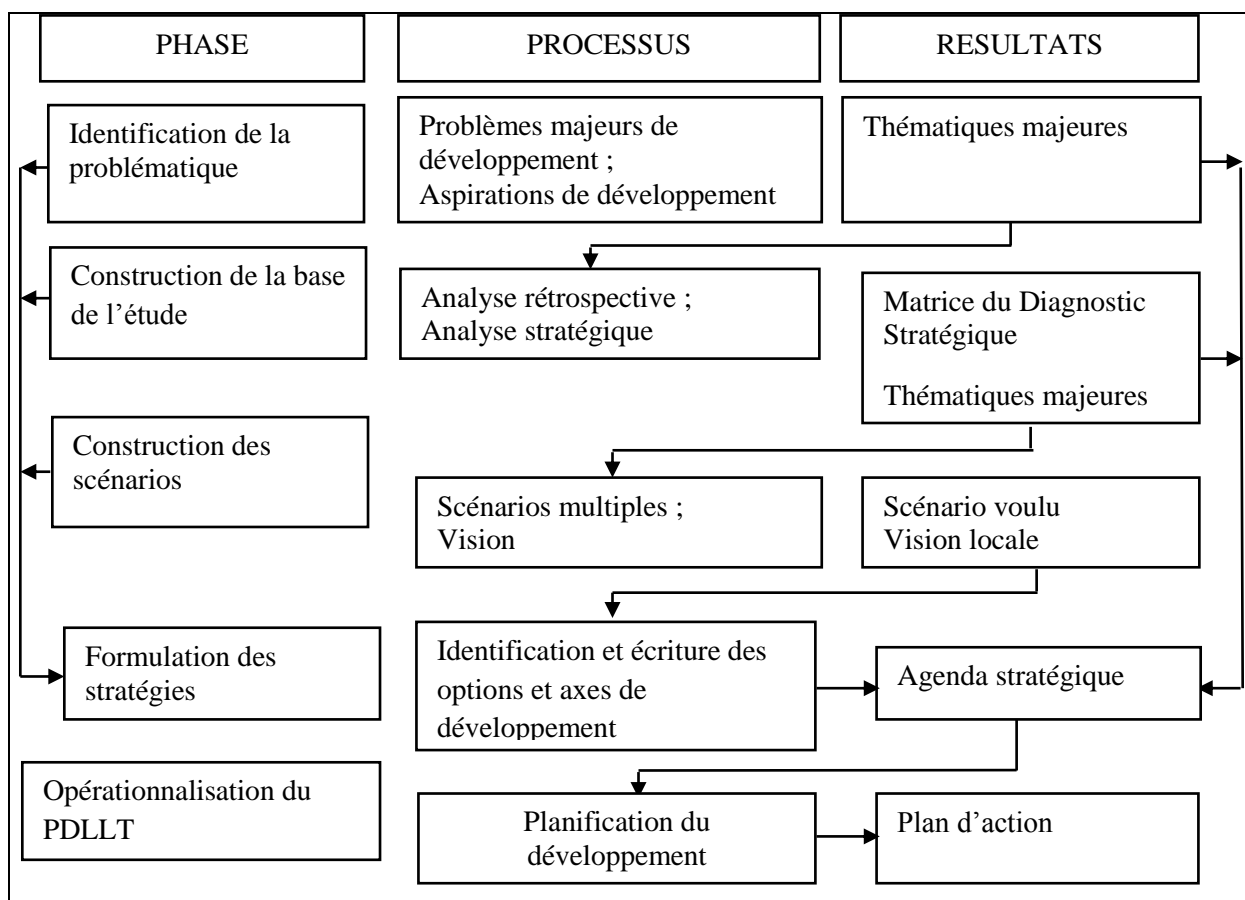 PHASE
PROCESSUS
RESULTATS
Identification de la
problématique
Problèmes majeurs de
développement ;
Aspirations de développement
Thématiques majeures
Construction de la base
de l’étude
Analyse rétrospective ;
Analyse stratégique
Matrice du Diagnostic
Stratégique
Thématiques majeures
Construction des
scénarios
Scénarios multiples ;
Vision
Scénario voulu
Vision locale
Formulation des
stratégies
Identification et écriture des
options et axes de
développement
Agenda stratégique
Opérationnalisation du
PDLLT
Planification du
développement
Plan d’action